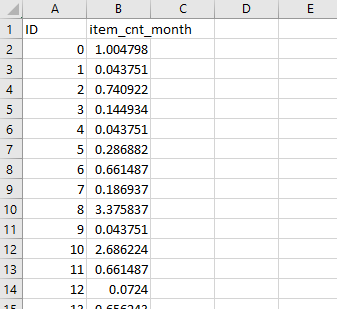 A B C D E
1 ID item_cnt_month
2 0 1.004798
3 1 0.043751
4 2 0.740922
5 3 0.144934
6 4 0.043751
7 5 0.286882
8 6 0.661487
9 7 0.186937
10 8 3.375837
11 9 0.043751
12 10 2.686224
13 11 0.661487
14 12 0.0724